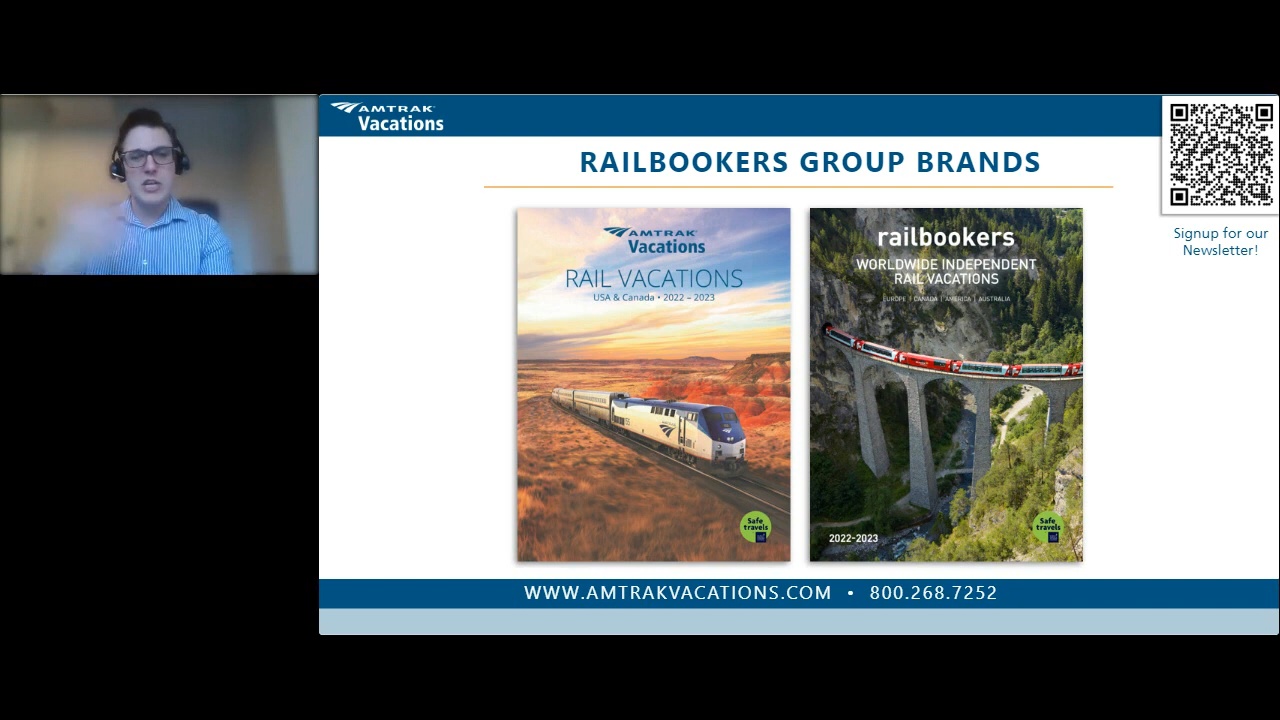 AMTRAK
Vacations
RAILBOOKERS GROUP BRANDS
Signup for our
Newsletter!
AMTRAK
Vacations
RAIL VACATIONS
USA & Canada • 2022 – 2023
Safe
travels
railbookers
WORLDWIDE INDEPENDENT
RAIL VACATIONS
EUROPE | CANADA | AMERICA | AUSTRALIA
2022-2023
Safe
travels
WWW.AMTRAKVACATIONS.COM • 800.268.7252